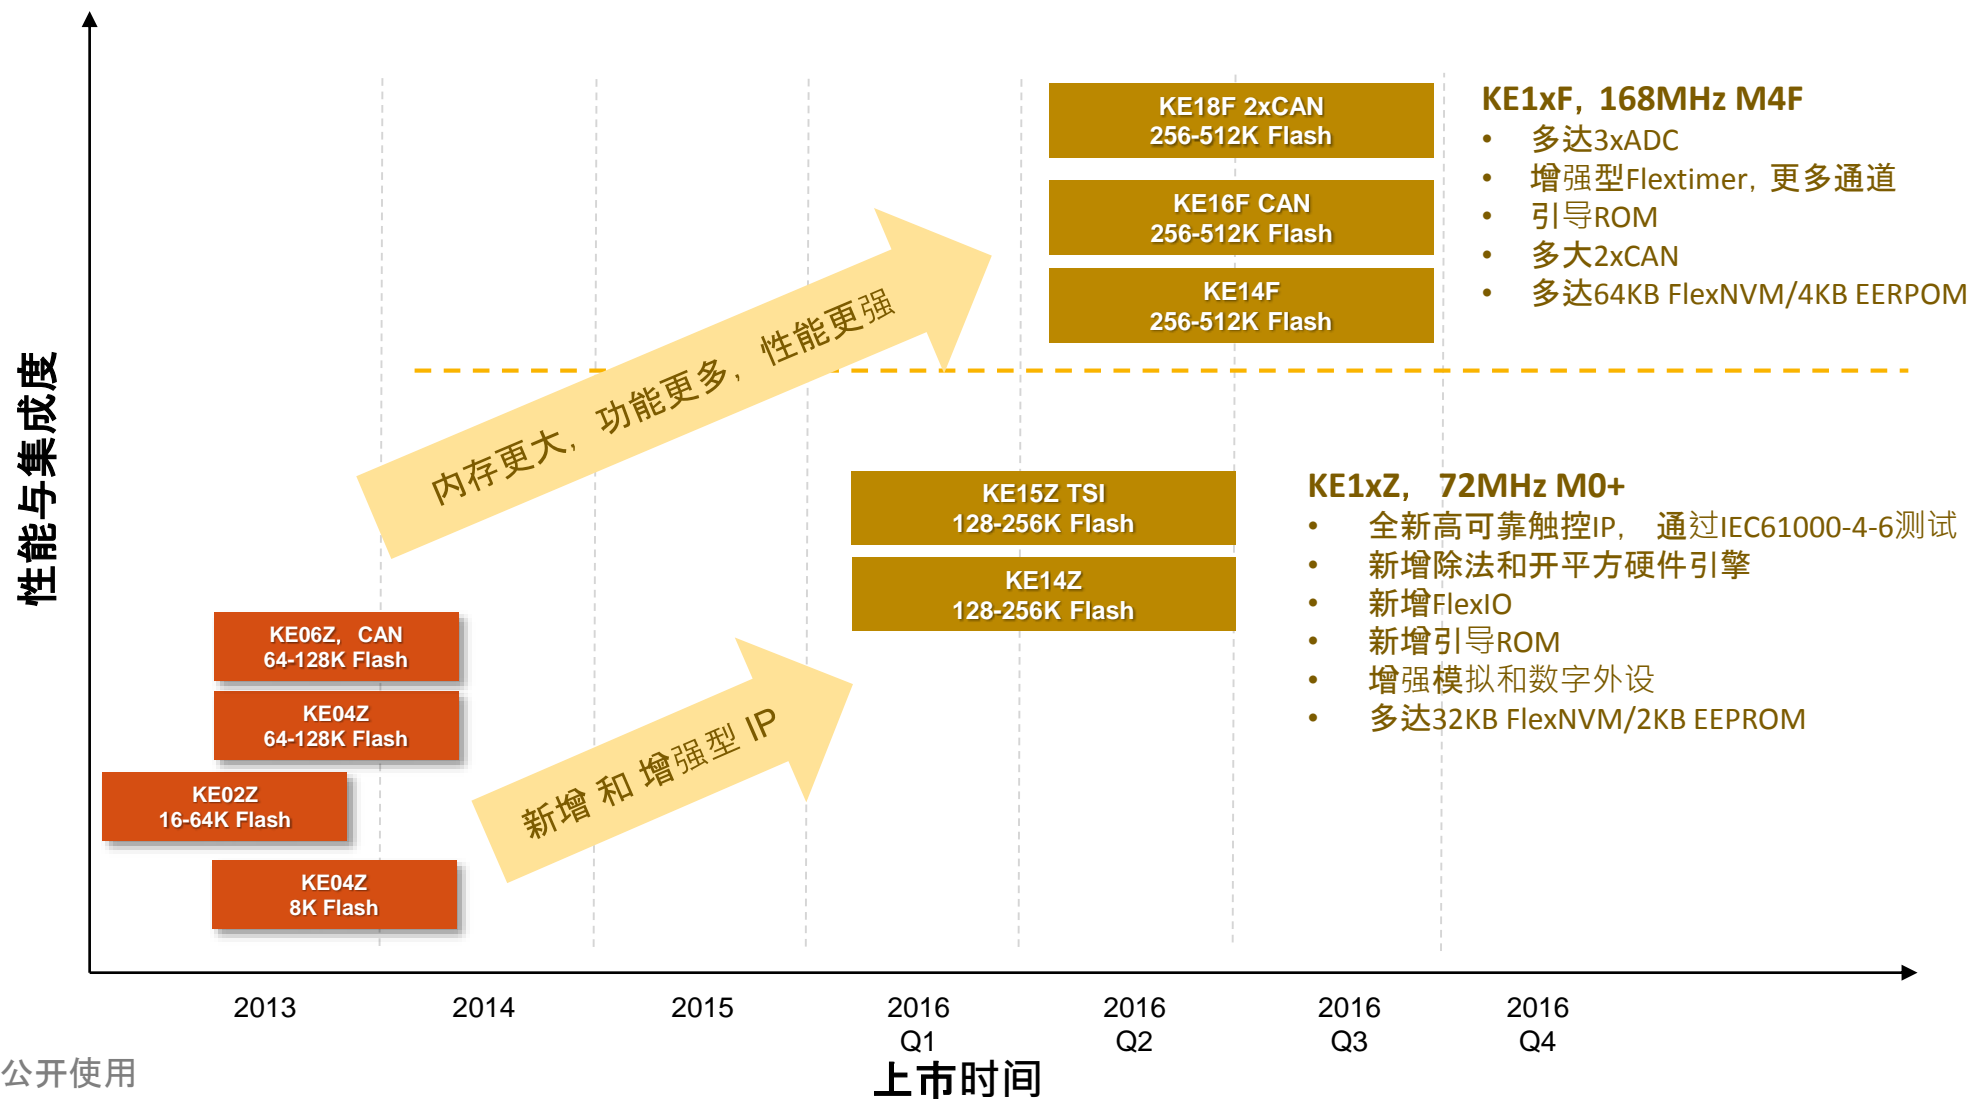 性能与集成度
KE18F 2xCAN
256-512K Flash
KE16F CAN
256-512K Flash
KE14F
256-512K Flash
KE1xF, 168MHz M4F
• 多达3xADC
• 增强型Flextimer, 更多通道
• 引导ROM
• 多大2xCAN
• 多达64KB FlexNVM/4KB EERPOM
内存更大, 功能更多, 性能更强
KE15Z TSI
128-256K Flash
KE14Z
128-256K Flash
KE1xZ, 72MHz M0+
• 全新高可靠触控IP, 通过IEC61000-4-6测试
• 新增除法和开平方硬件引擎
• 新增FlexIO
• 新增引导ROM
• 增强模拟和数字外设
• 多达32KB FlexNVM/2KB EEPROM
KE06Z, CAN
64-128K Flash
KE04Z
64-128K Flash
KE02Z
16-64K Flash
KE04Z
8K Flash
新增 和 增强型 IP
2013
2014
2015
2016
Q1
2016
Q2
2016
Q3
2016
Q4
上市时间
公开使用